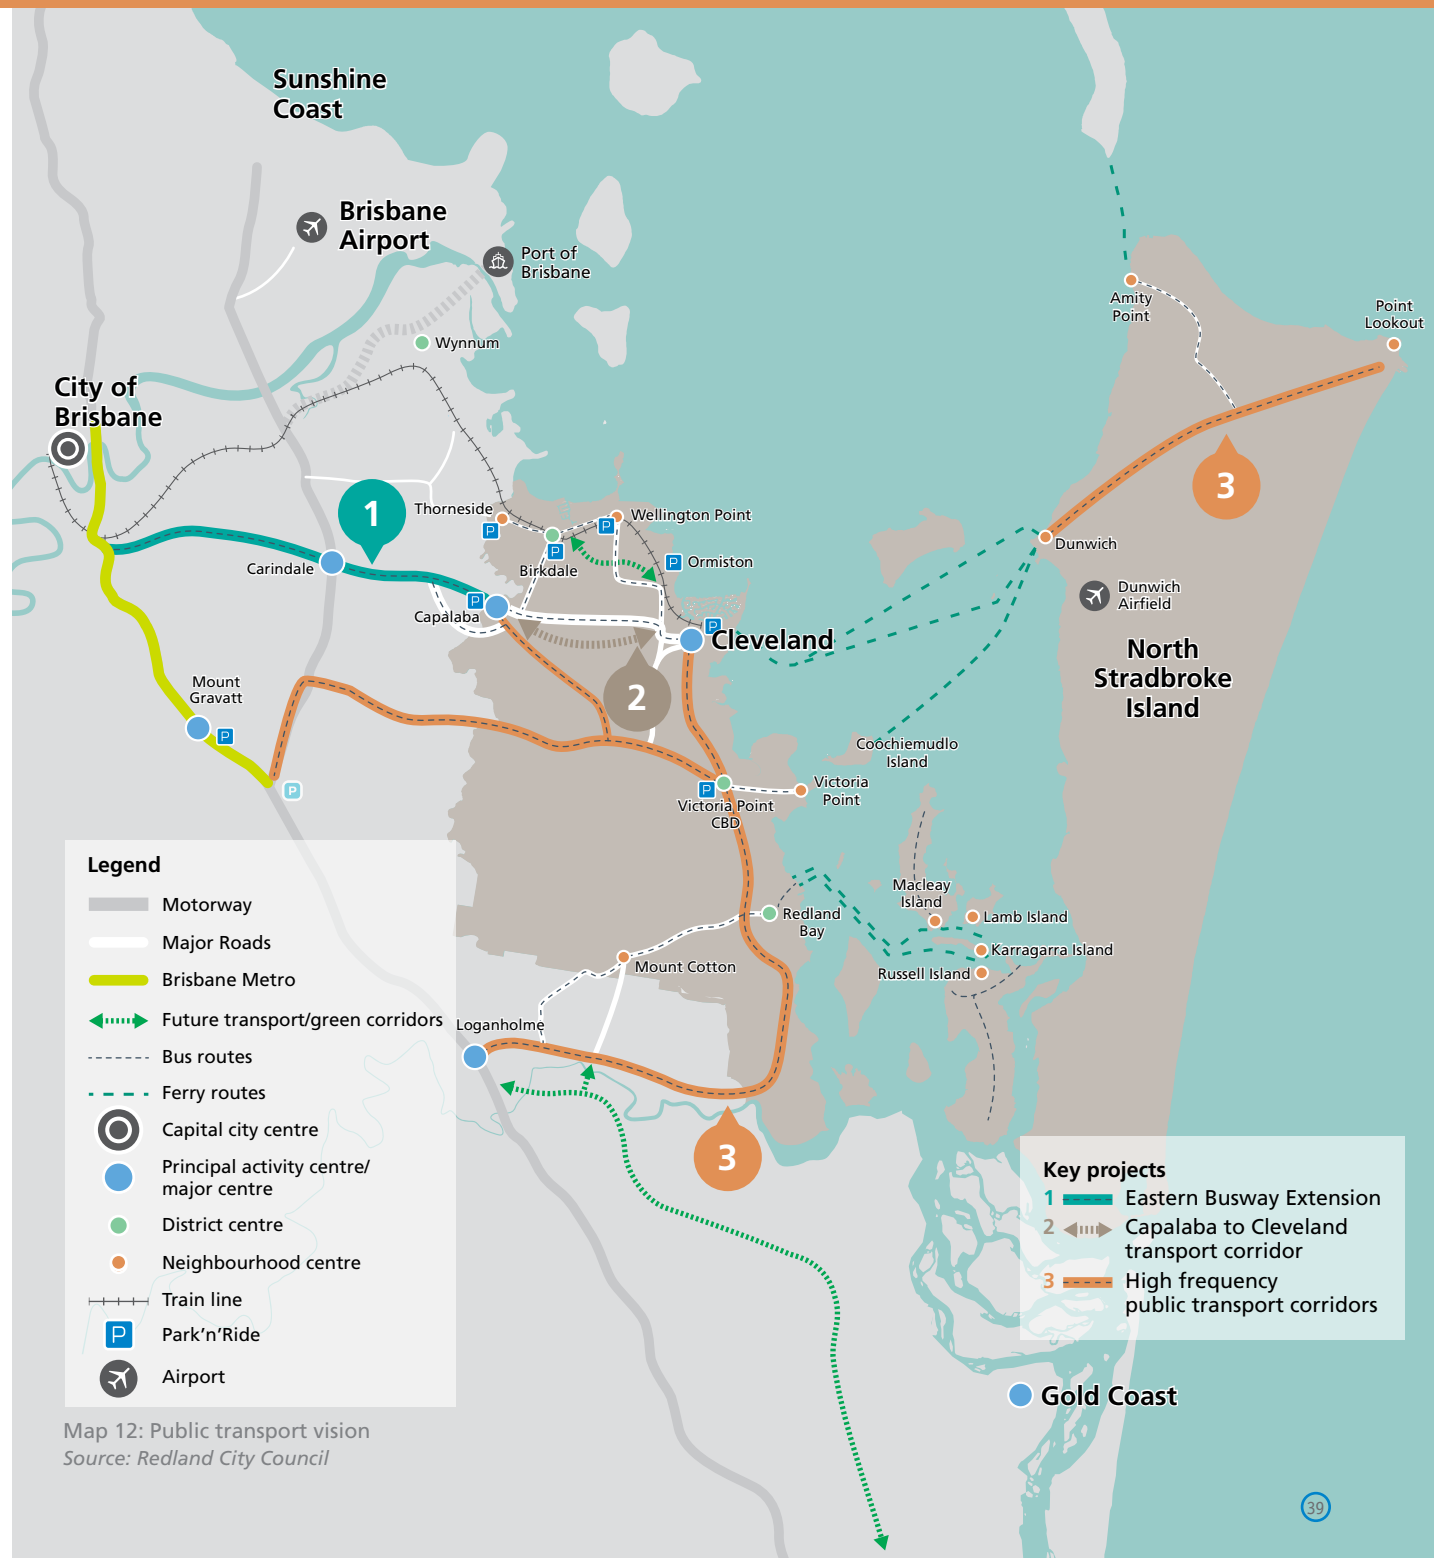 Sunshine
Coast
Brisbane
Airport
Port of
Brisbane
Wynnum
Amity
Point
Point
Lookout
City of
Brisbane
3
1
Thorneside
Wellington Point
P
P
Dunwich
Birkdale
P
P
Ormiston
Carindale
Dunwich
Airfield
Capalaba
P
P
Cleveland
North
Stradbroke
Island
Mount
Gravatt
P
2
Coochiemudlo
Island
P
Victoria
Point
P
Victoria Point
CBD
Macleay
Island
Redland
Bay
Lamb Island
Karragarra Island
Russell Island
Mount Cotton
Loganholme
3
Legend
Motorway
Major Roads
Brisbane Metro
Future transport/green corridors
Bus routes
Ferry routes
Capital city centre
Principal activity centre/
major centre
District centre
Neighbourhood centre
Train line
P
Park'n'Ride
Airport
Key projects
1 Eastern Busway Extension
2 Capalaba to Cleveland
transport corridor
3 High frequency
public transport corridors
Gold Coast
Map 12: Public transport vision
Source: Redland City Council
39